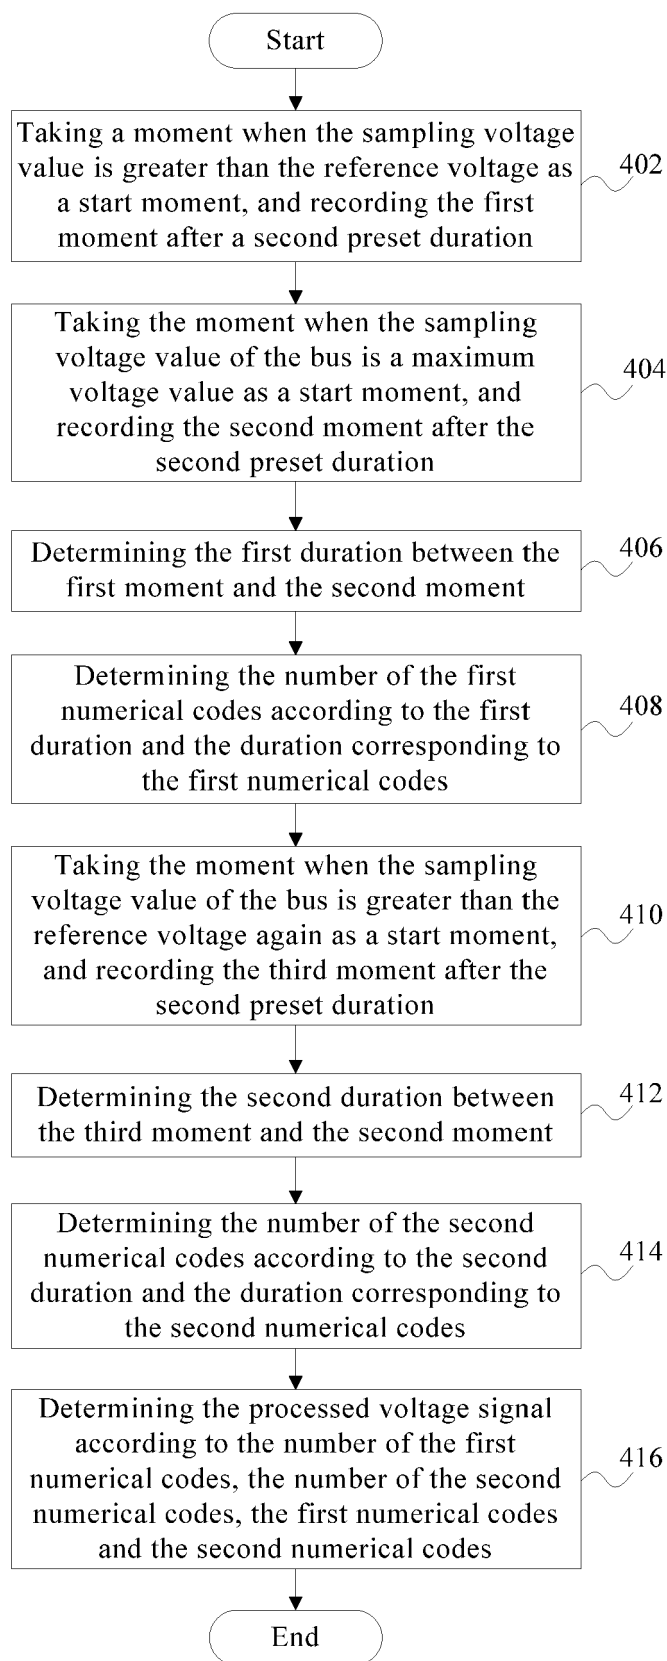 Start
Taking a moment when the sampling voltage
value is greater than the reference voltage as
a start moment, and recording the first
moment after a second preset duration
402
Taking the moment when the sampling
voltage value of the bus is a maximum
voltage value as a start moment, and
recording the second moment after the
second preset duration
404
Determining the first duration between the
first moment and the second moment
406
Determining the number of the first
numerical codes according to the first
duration and the duration corresponding to
the first numerical codes
408
Taking the moment when the sampling
voltage value of the bus is greater than the
reference voltage again as a start moment,
and recording the third moment after the
second preset duration
410
Determining the second duration between
the third moment and the second moment
412
Determining the number of the second
numerical codes according to the second
duration and the duration corresponding to
the second numerical codes
414
Determining the processed voltage signal
according to the number of the first
numerical codes, the number of the second
numerical codes, the first numerical codes
and the second numerical codes
416
End